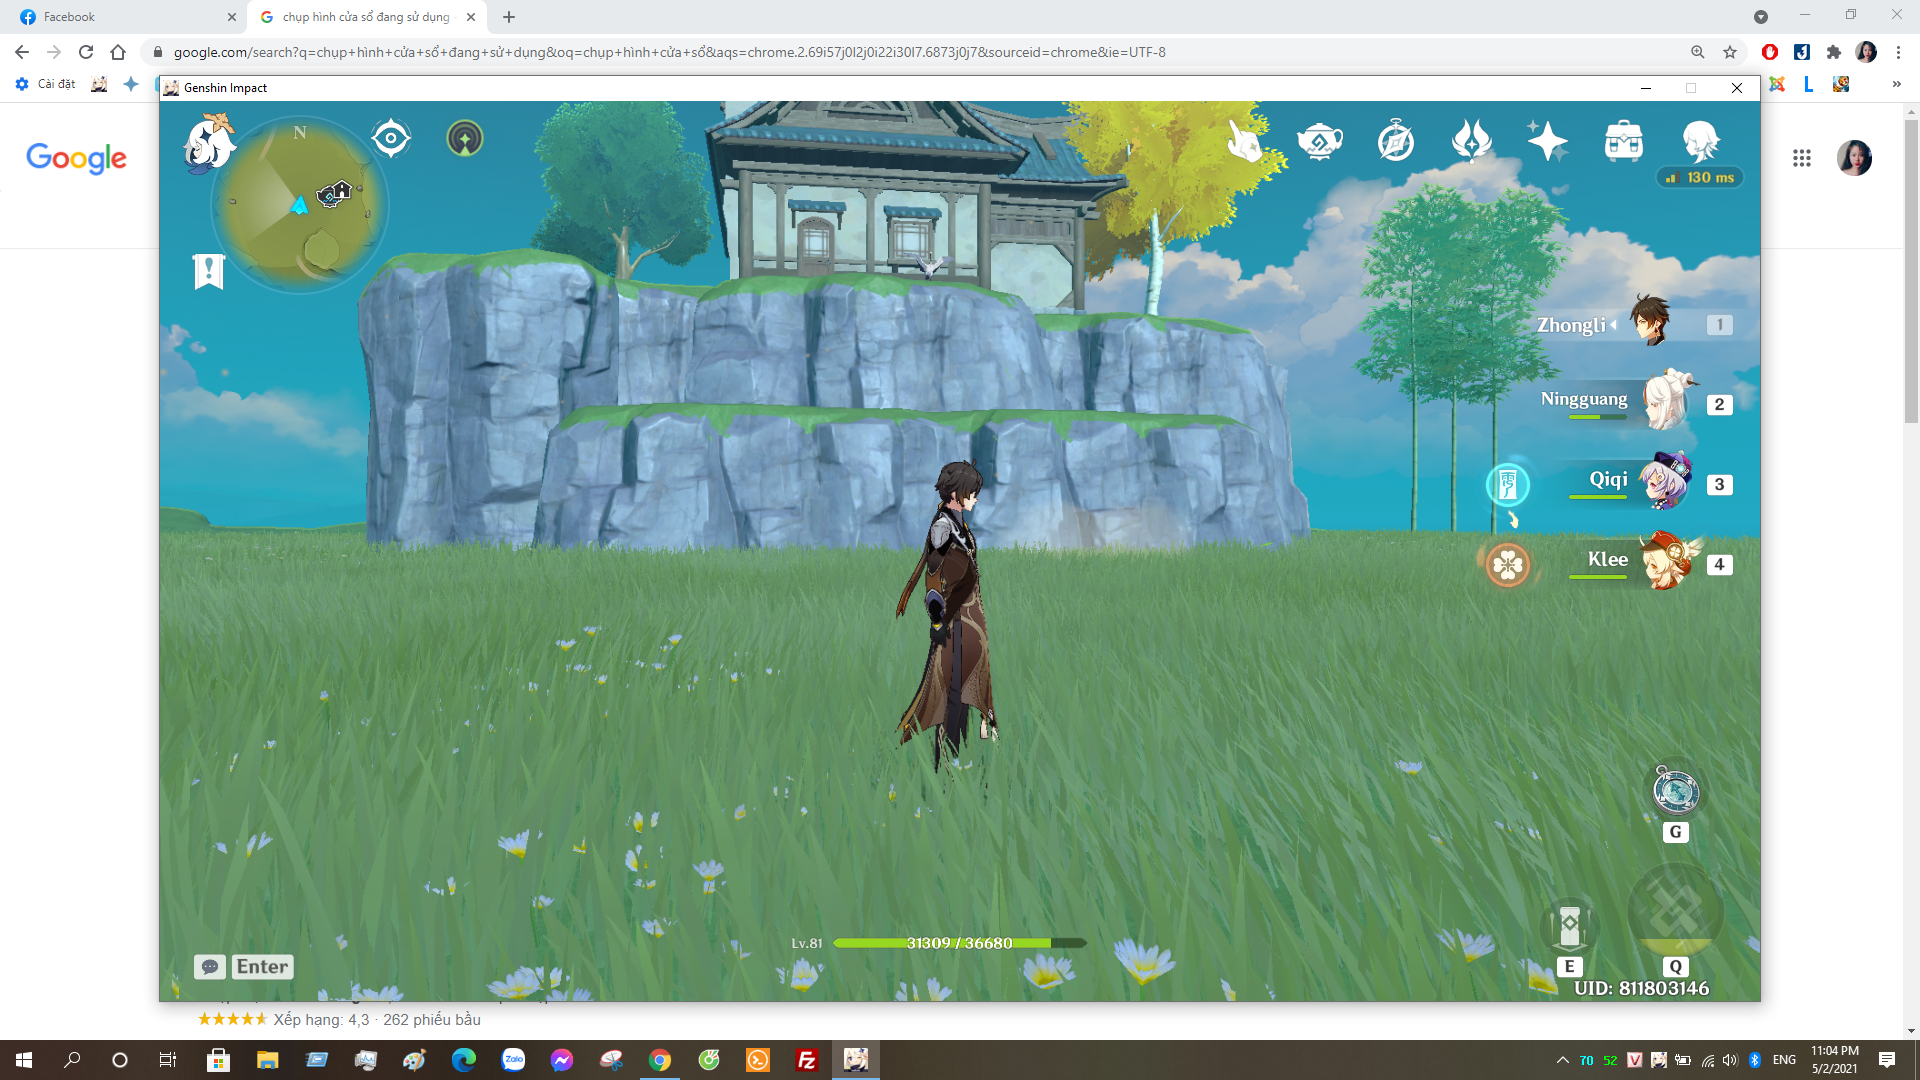 Facebook
chụp hình cửa sổ đang sử dụng
google.com/search?q=chụp+hình+cửa+sổ+đang+sử+dụng&oq=chụp+hình+cửa+sổ&aqs=chrome.2.69i57j0l2j0i22i30l7.6873j0j7&sourceid=chrome&ie=UTF-8
Cài đặt
Genshin Impact
Google
N
130 ms
Zhongli
1
Ningguang
2
Qiqi
3
Klee
4
G
Lv.81
31309 / 36680
Enter
E
Q
UID: 811803146
Xếp hạng: 4,3 · 262 phiếu bầu
Zalo
Fz
70
52
V
ENG
11:04 PM
5/2/2021